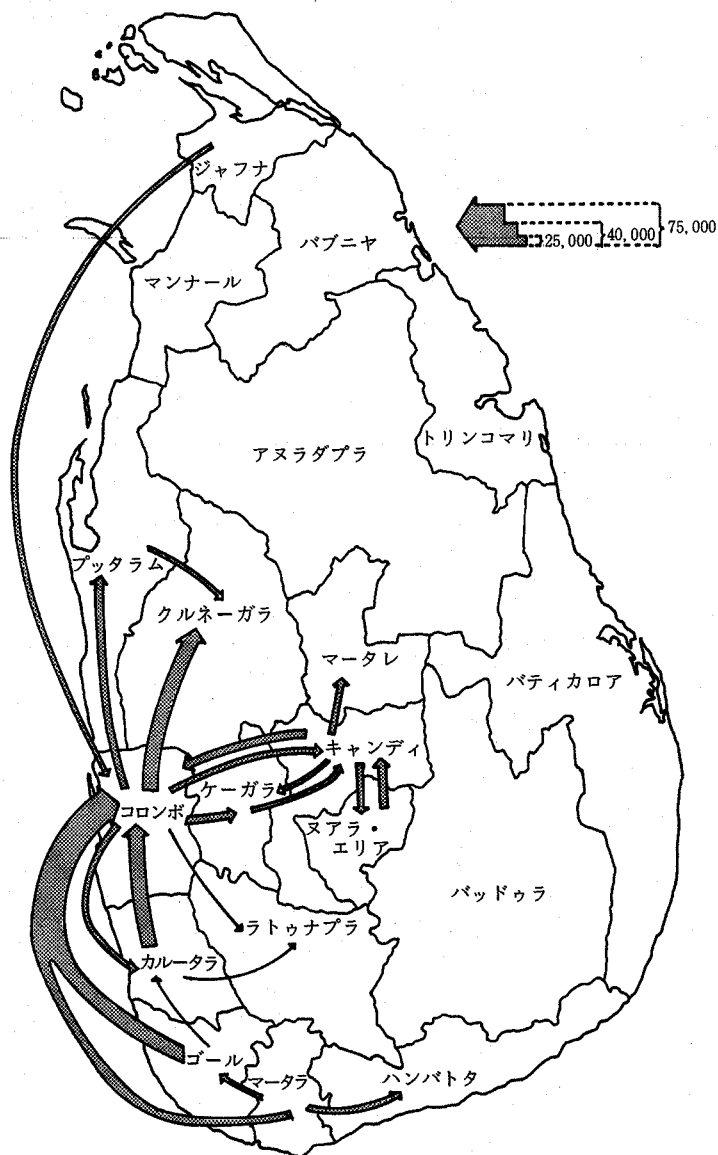 ジャフナ
バブニヤ
75,000
40,000
25,000
マンナール
アヌラダプラ
トリンコマリ
プッタラム
クルネーガラ
マータレ
バティカロア
キャンディ
ケーガラ
コロンボ
ヌアラ・
エリア
バッドゥラ
ラトゥナプラ
カルータラ
ゴール
マータラ
ハンバトタ